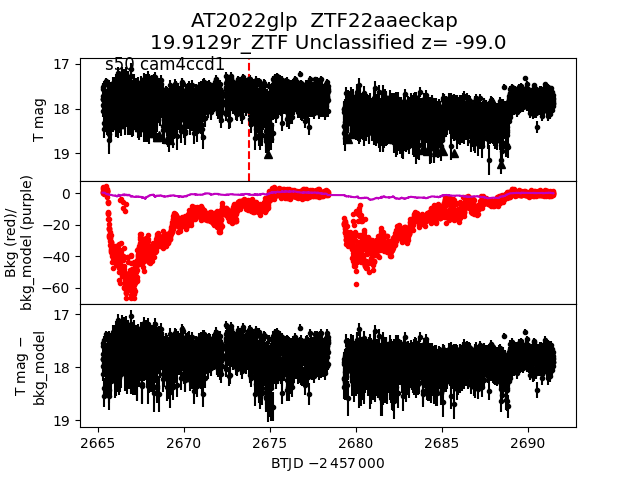 AT2022glp  ZTF22aaeckap
19.9129r_ZTF Unclassified z= -99.0
s50 cam4ccd1
T mag
17
18
19
Bkg (red)/
bkg_model (purple)
0
−20
−40
−60
T mag −
bkg_model
17
18
19
2665
2670
2675
2680
2685
2690
BTJD −2 457 000